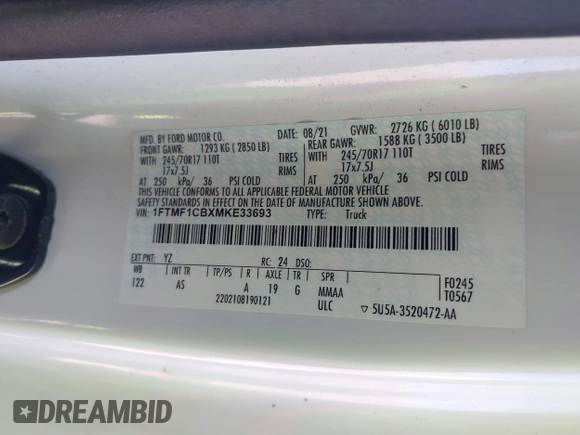 MFD. BY FORD MOTOR CO. DATE: 08/21 GVWR: 2726 KG ( 6010 LB)
FRONT GAWR: 1293 KG ( 2850 LB) REAR GAWR: 1588 KG ( 3500 LB)
WITH 245/70R17 110T TIRES WITH 245/70R17 110T TIRES
17x7.5J RIMS 17x7.5J RIMS
AT 250 kPa/ 36 PSI COLD AT 250 kPa/ 36 PSI COLD
THIS VEHICLE CONFORMS TO ALL APPLICABLE FEDERAL MOTOR VEHICLE
SAFETY STANDARDS IN EFFECT ON THE DATE OF MANUFACTURE SHOWN ABOVE.
VIN: 1FTMF1CBXMKE33693 TYPE: Truck
EXT PNT: YZ RC: 24 DSO:
WB INT TR TP/PS R AXLE TR SPR
122 AS A 19 G MMAA
2202108190121 ULC
F0245
T0567
▽ 5U5A-3520472-AA
DREAMBID